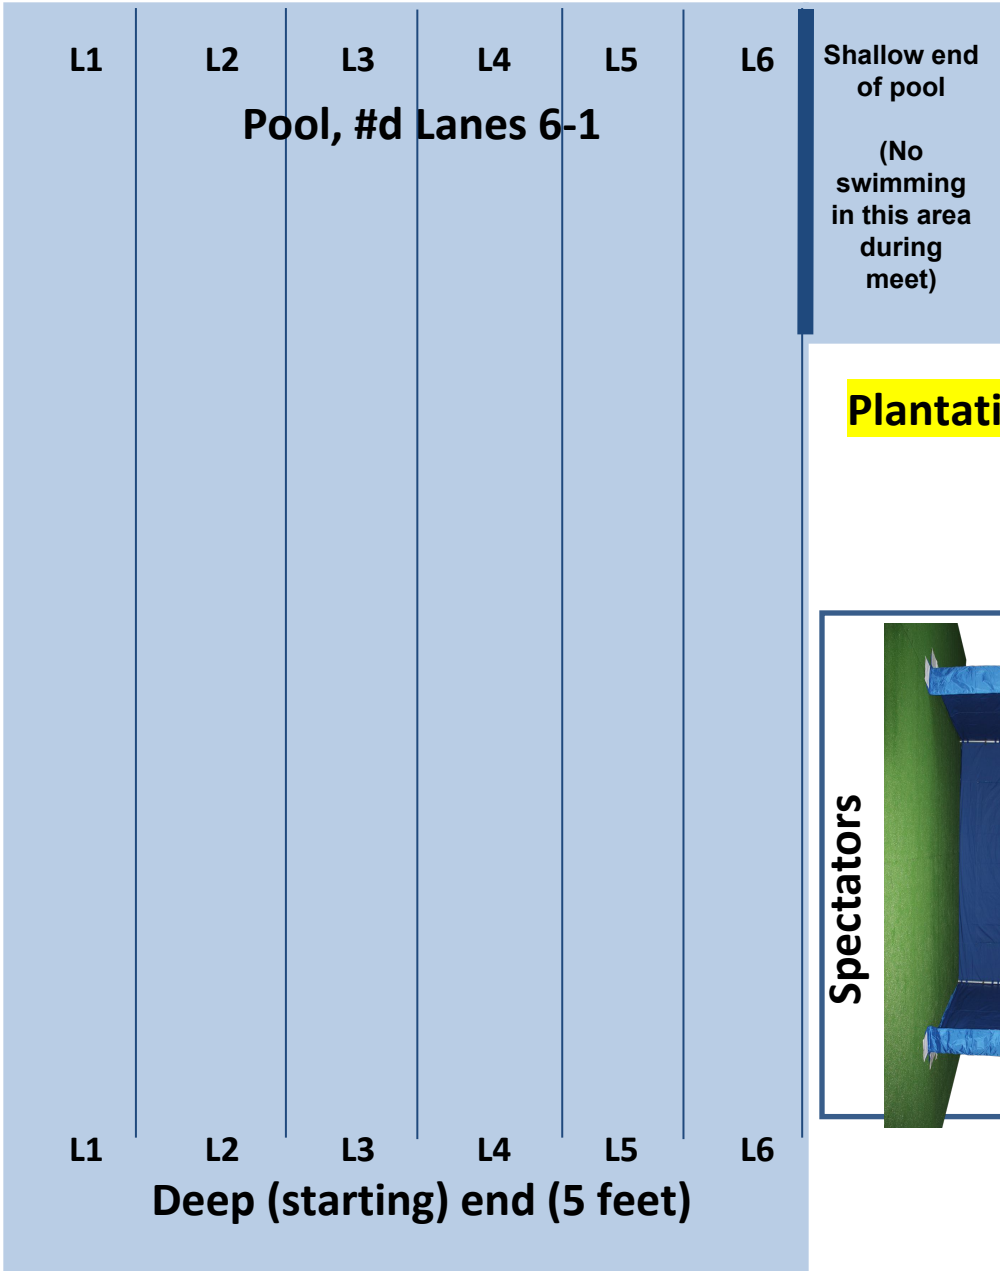 L1 L2 L3 L4 L5 L6
Pool, #d Lanes 6-1
Shallow end
of pool
(No
swimming
in this area
during
meet)
Plantati
Spectators
L1 L2 L3 L4 L5 L6
Deep (starting) end (5 feet)